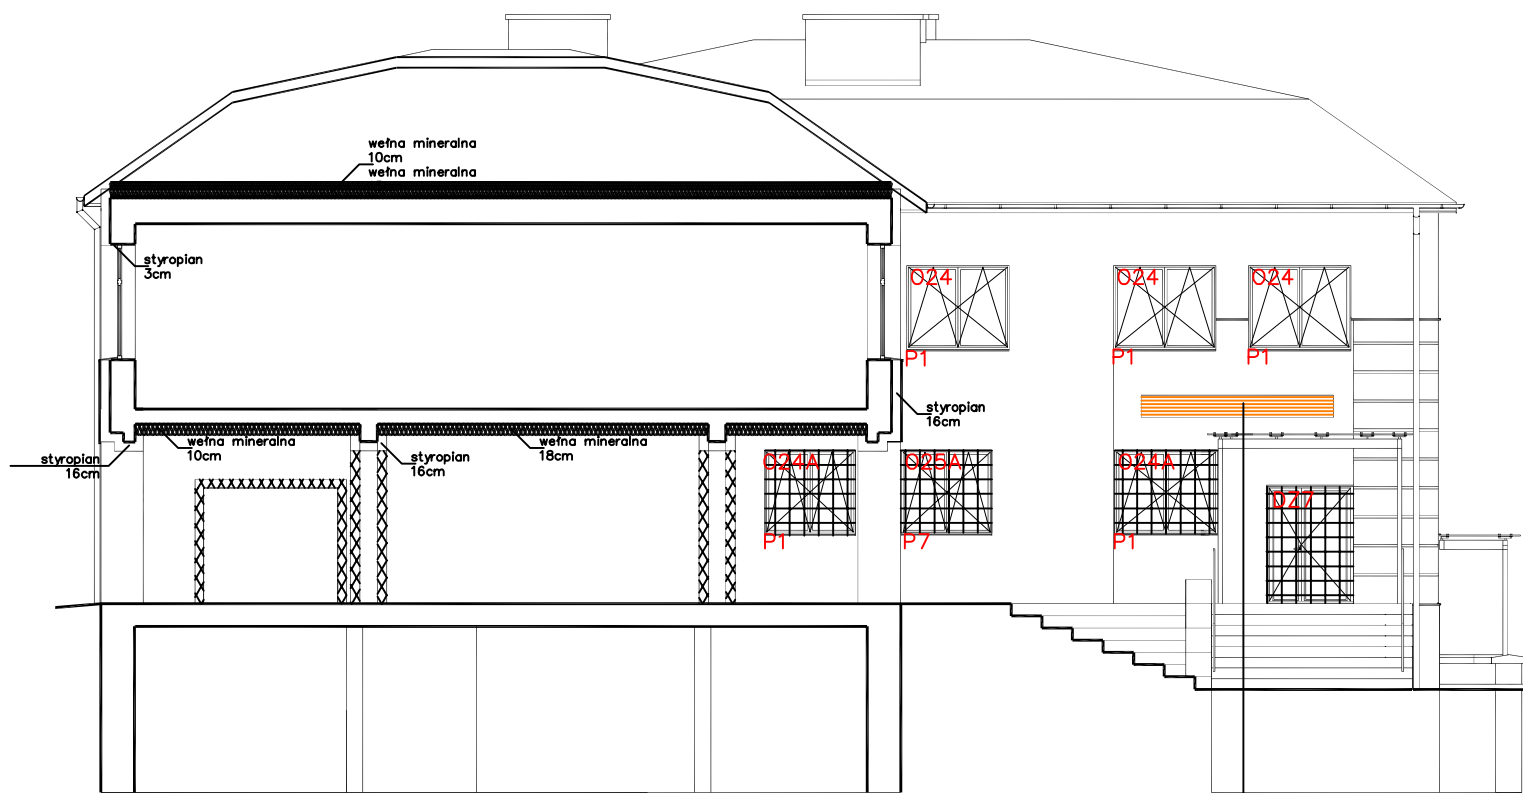 wełna mineralna
10cm
wełna mineralna
styropian
3cm
O24
O24
O24
P1
P1
P1
styropian
16cm
wełna mineralna
10cm
wełna mineralna
18cm
styropian
16cm
styropian
16cm
O24A
O25A
O24A
DZ7
P1
P7
P1